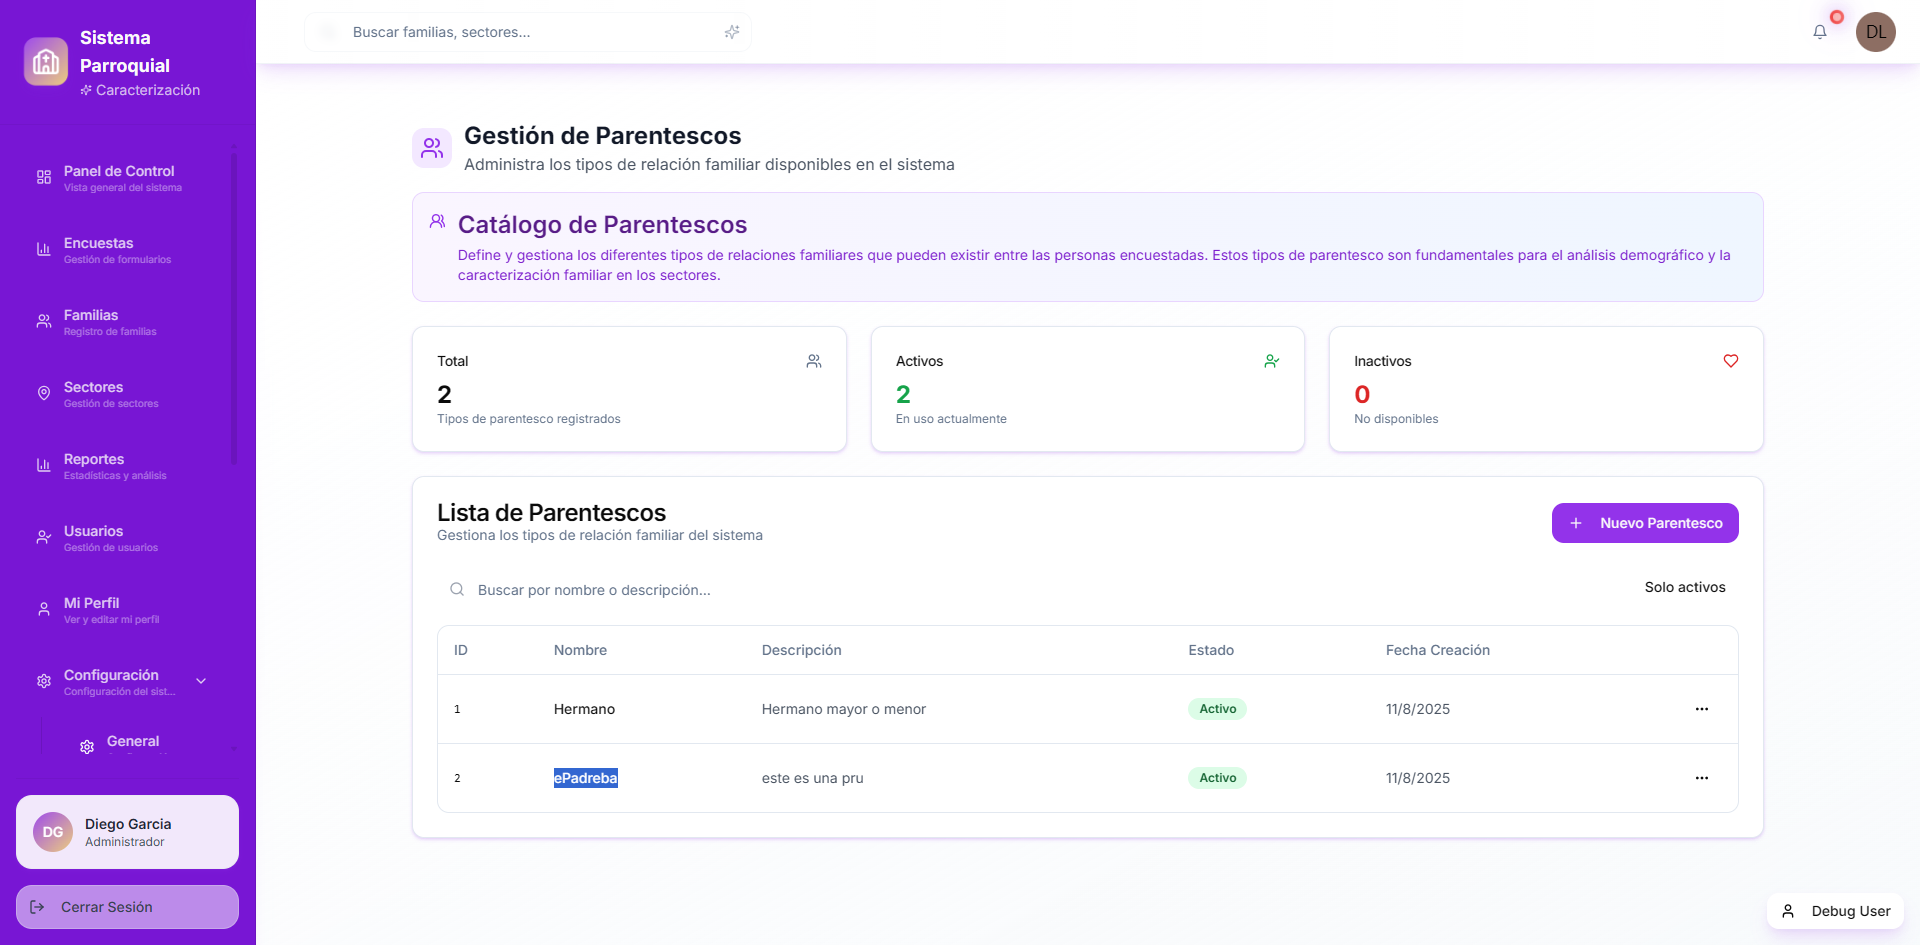 Sistema
Parroquial
Caracterización
Panel de Control
Vista general del sistema
Encuestas
Gestión de formularios
Familias
Registro de familias
Sectores
Gestión de sectores
Reportes
Estadísticas y análisis
Usuarios
Gestión de usuarios
Mi Perfil
Ver y editar mi perfil
Configuración
Configuración del sist...
General
DG
Diego Garcia
Administrador
Cerrar Sesión
Buscar familias, sectores...
DL
Gestión de Parentescos
Administra los tipos de relación familiar disponibles en el sistema
Catálogo de Parentescos
Define y gestiona los diferentes tipos de relaciones familiares que pueden existir entre las personas encuestadas. Estos tipos de parentesco son fundamentales para el análisis demográfico y la
caracterización familiar en los sectores.
Total
2
Tipos de parentesco registrados
Activos
2
En uso actualmente
Inactivos
0
No disponibles
Lista de Parentescos
Gestiona los tipos de relación familiar del sistema
Nuevo Parentesco
Buscar por nombre o descripción...
Solo activos
ID Nombre Descripción Estado Fecha Creación
1 Hermano Hermano mayor o menor Activo 11/8/2025
2 ePadreba este es una pru Activo 11/8/2025
Debug User